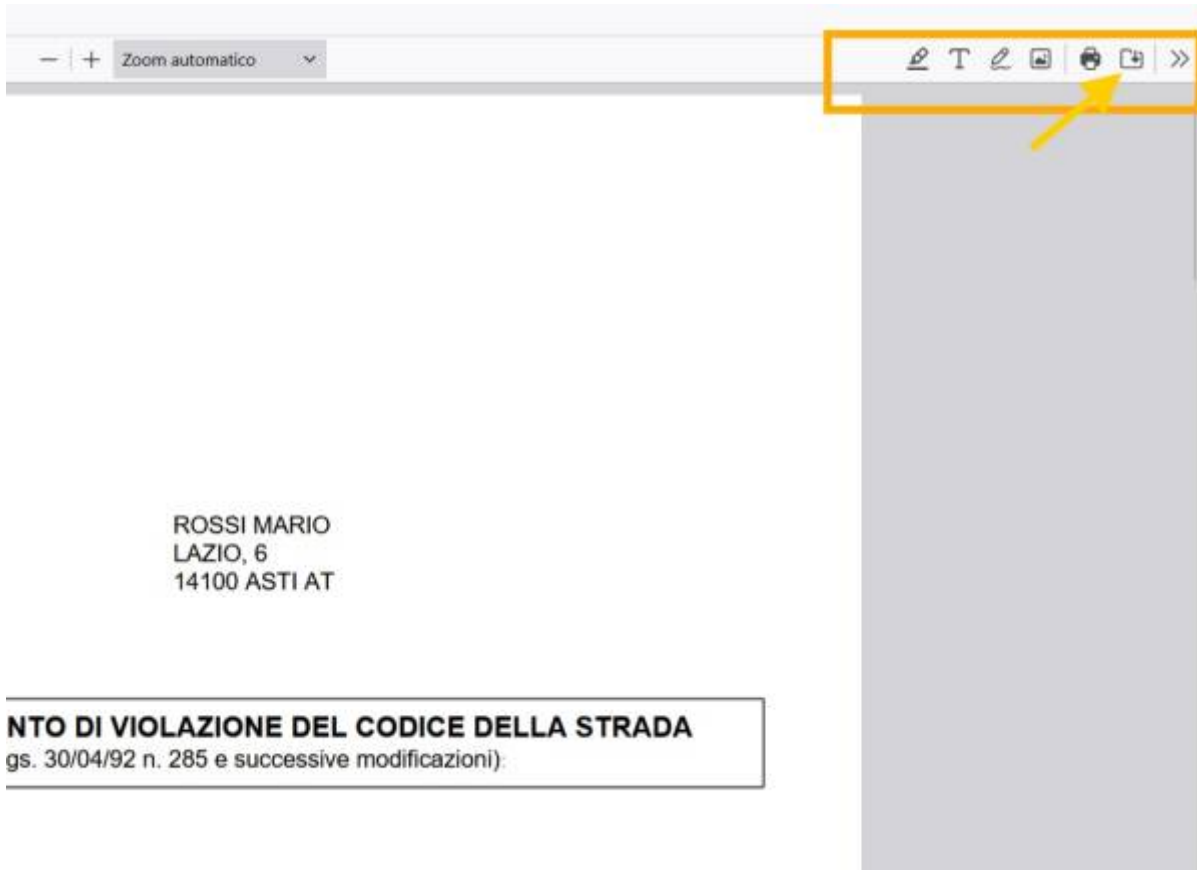 Zoom automatico
ROSSI MARIO
LAZIO, 6
14100 ASTI AT
NTO DI VIOLAZIONE DEL CODICE DELLA STRADA
gs. 30/04/92 n. 285 e successive modificazioni)